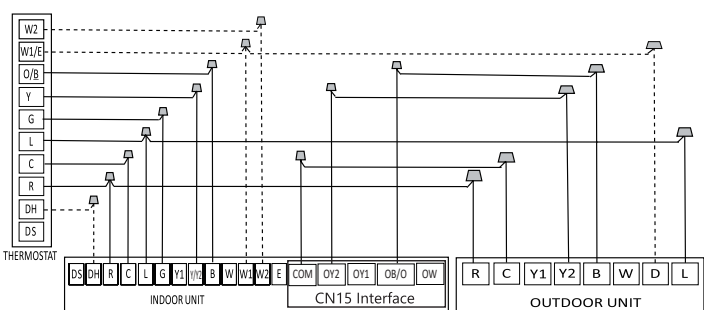 W2
W1/E
O/B
Y
G
L
C
R
DH
DS
THERMOSTAT
DS DH R C L G Y1 Y/Y2 B W W1 W2 E COM OY2 OY1 OB/O OW
INDOOR UNIT
CN15 Interface
R C Y1 Y2 B W D L
OUTDOOR UNIT